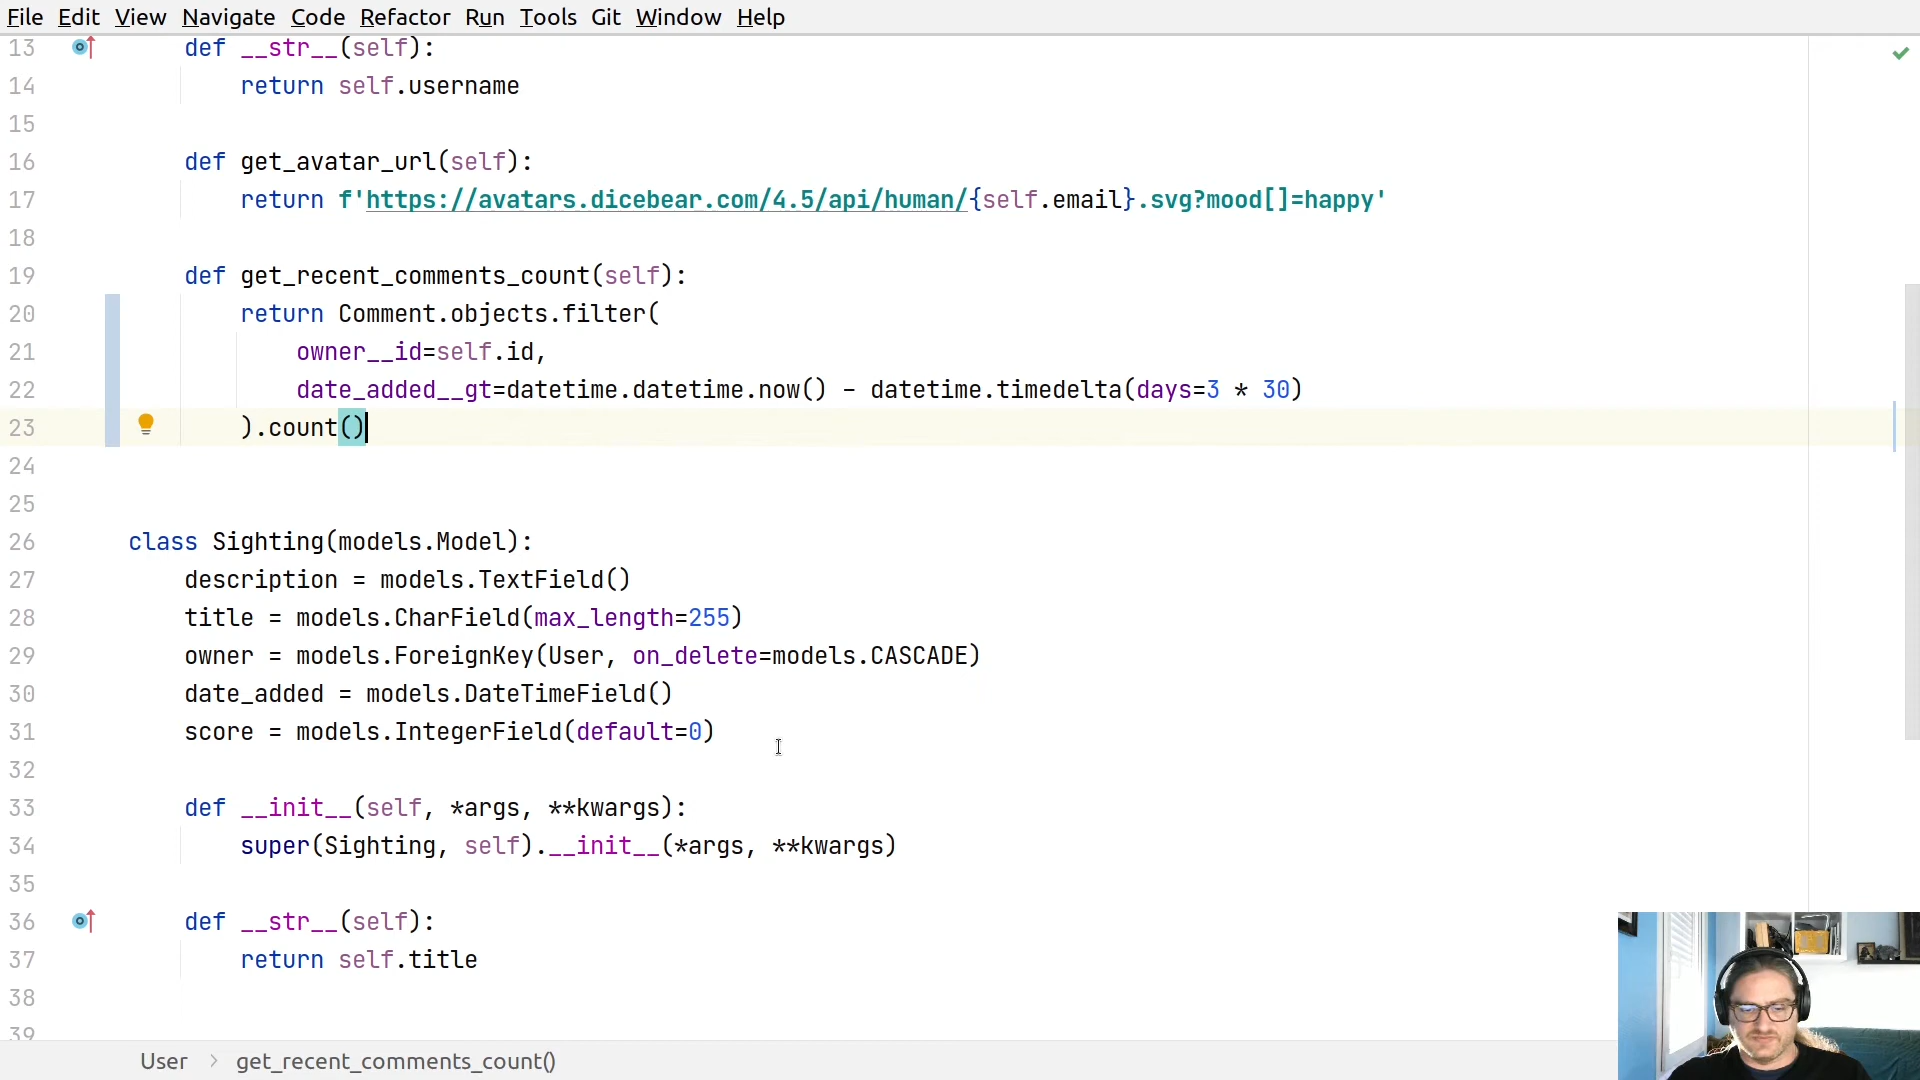 File Edit View Navigate Code Refactor Run Tools Git Window Help
13 def __str__(self):
14 return self.username
15
16 def get_avatar_url(self):
17 return f'https://avatars.dicebear.com/4.5/api/human/{self.email}.svg?mood[]=happy'
18
19 def get_recent_comments_count(self):
20 return Comment.objects.filter(
21 owner__id=self.id,
22 date_added__gt=datetime.datetime.now() - datetime.timedelta(days=3 * 30)
23 ).count()
24
25
26 class Sighting(models.Model):
27 description = models.TextField()
28 title = models.CharField(max_length=255)
29 owner = models.ForeignKey(User, on_delete=models.CASCADE)
30 date_added = models.DateTimeField()
31 score = models.IntegerField(default=0)
32
33 def __init__(self, *args, **kwargs):
34 super(Sighting, self).__init__(*args, **kwargs)
35
36 def __str__(self):
37 return self.title
38
39
User > get_recent_comments_count()